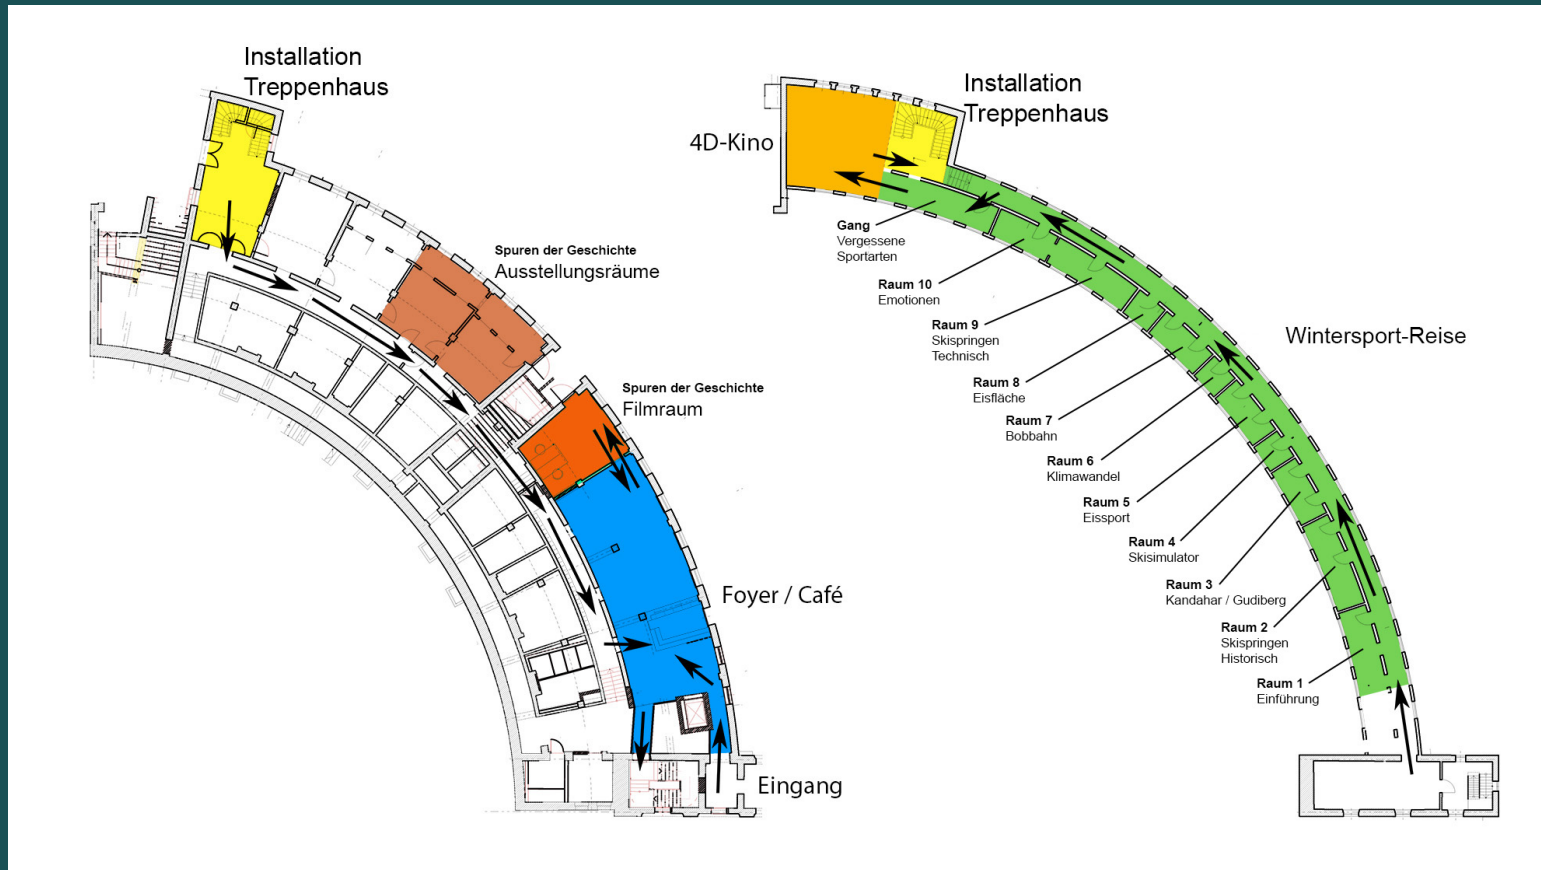 Installation
Treppenhaus
Spuren der Geschichte
Ausstellungsräume
Spuren der Geschichte
Filmraum
Foyer / Café
Eingang
Installation
Treppenhaus
4D-Kino
Gang
Vergessene
Sportarten
Raum 10
Emotionen
Raum 9
Skispringen
Technisch
Raum 8
Eisfläche
Raum 7
Bobbahn
Raum 6
Klimawandel
Raum 5
Eissport
Raum 4
Skisimulator
Raum 3
Kandahar / Gudiberg
Raum 2
Skispringen
Historisch
Raum 1
Einführung
Wintersport-Reise